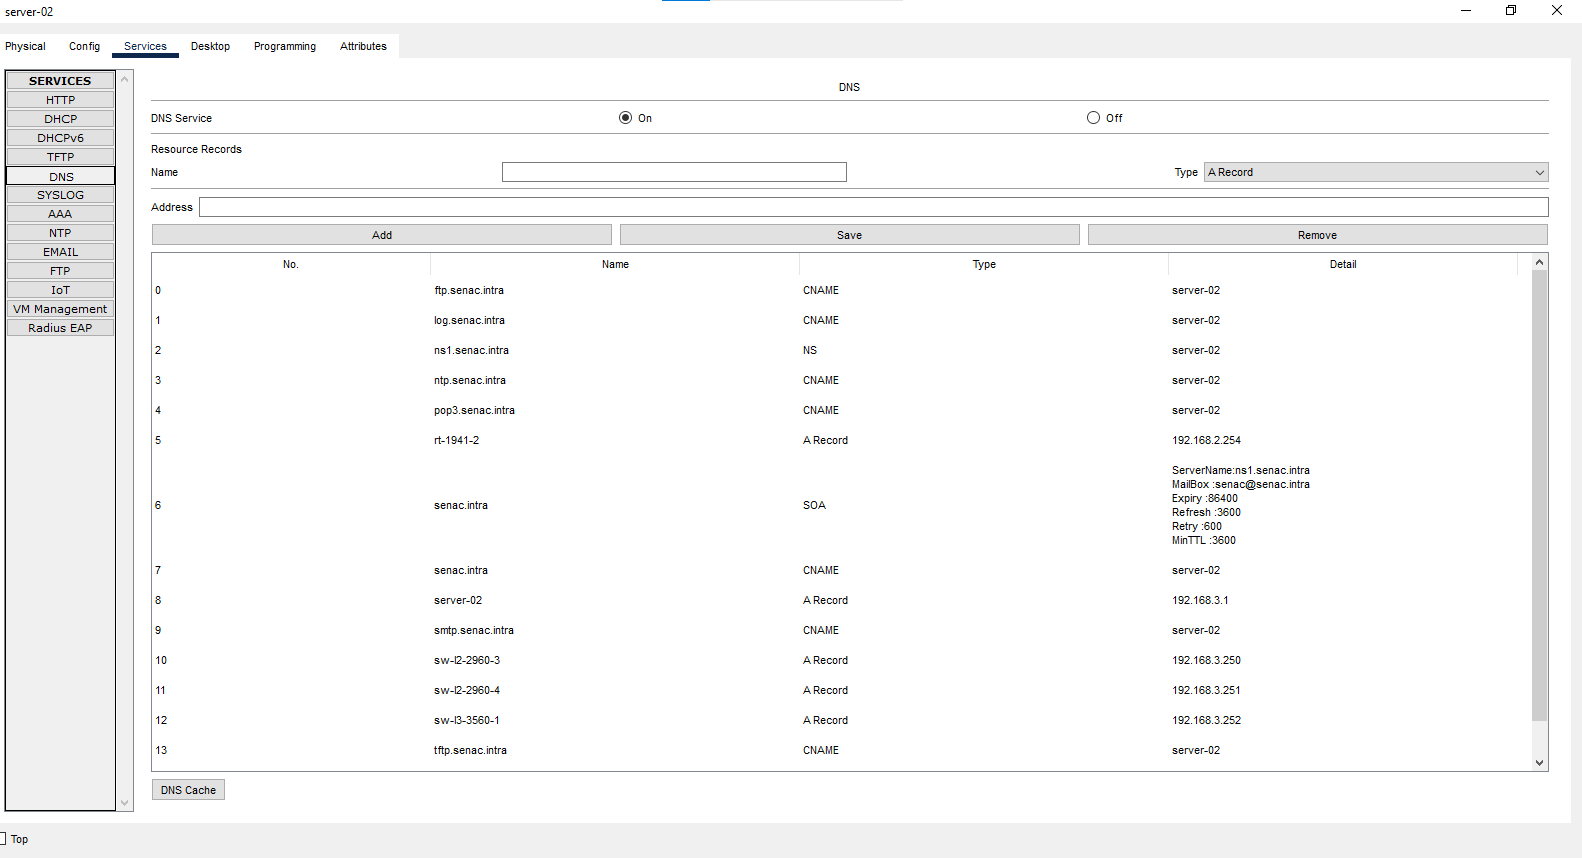 server-02
Physical Config Services Desktop Programming Attributes
SERVICES
HTTP
DHCP
DHCPv6
TFTP
DNS
SYSLOG
AAA
NTP
EMAIL
FTP
IoT
VM Management
Radius EAP
DNS
DNS Service On Off
Resource Records
Name Type A Record
Address
Add Save Remove
No. Name Type Detail
0 ftp.senac.intra CNAME server-02
1 log.senac.intra CNAME server-02
2 ns1.senac.intra NS server-02
3 ntp.senac.intra CNAME server-02
4 pop3.senac.intra CNAME server-02
5 rt-1941-2 A Record 192.168.2.254
ServerName:ns1.senac.intra
MailBox :senac@senac.intra
Expiry :86400
6 senac.intra SOA Refresh :3600
Retry :600
MinTTL :3600
7 senac.intra CNAME server-02
8 server-02 A Record 192.168.3.1
9 smtp.senac.intra CNAME server-02
10 sw-l2-2960-3 A Record 192.168.3.250
11 sw-l2-2960-4 A Record 192.168.3.251
12 sw-l3-3560-1 A Record 192.168.3.252
13 tftp.senac.intra CNAME server-02
DNS Cache
Top